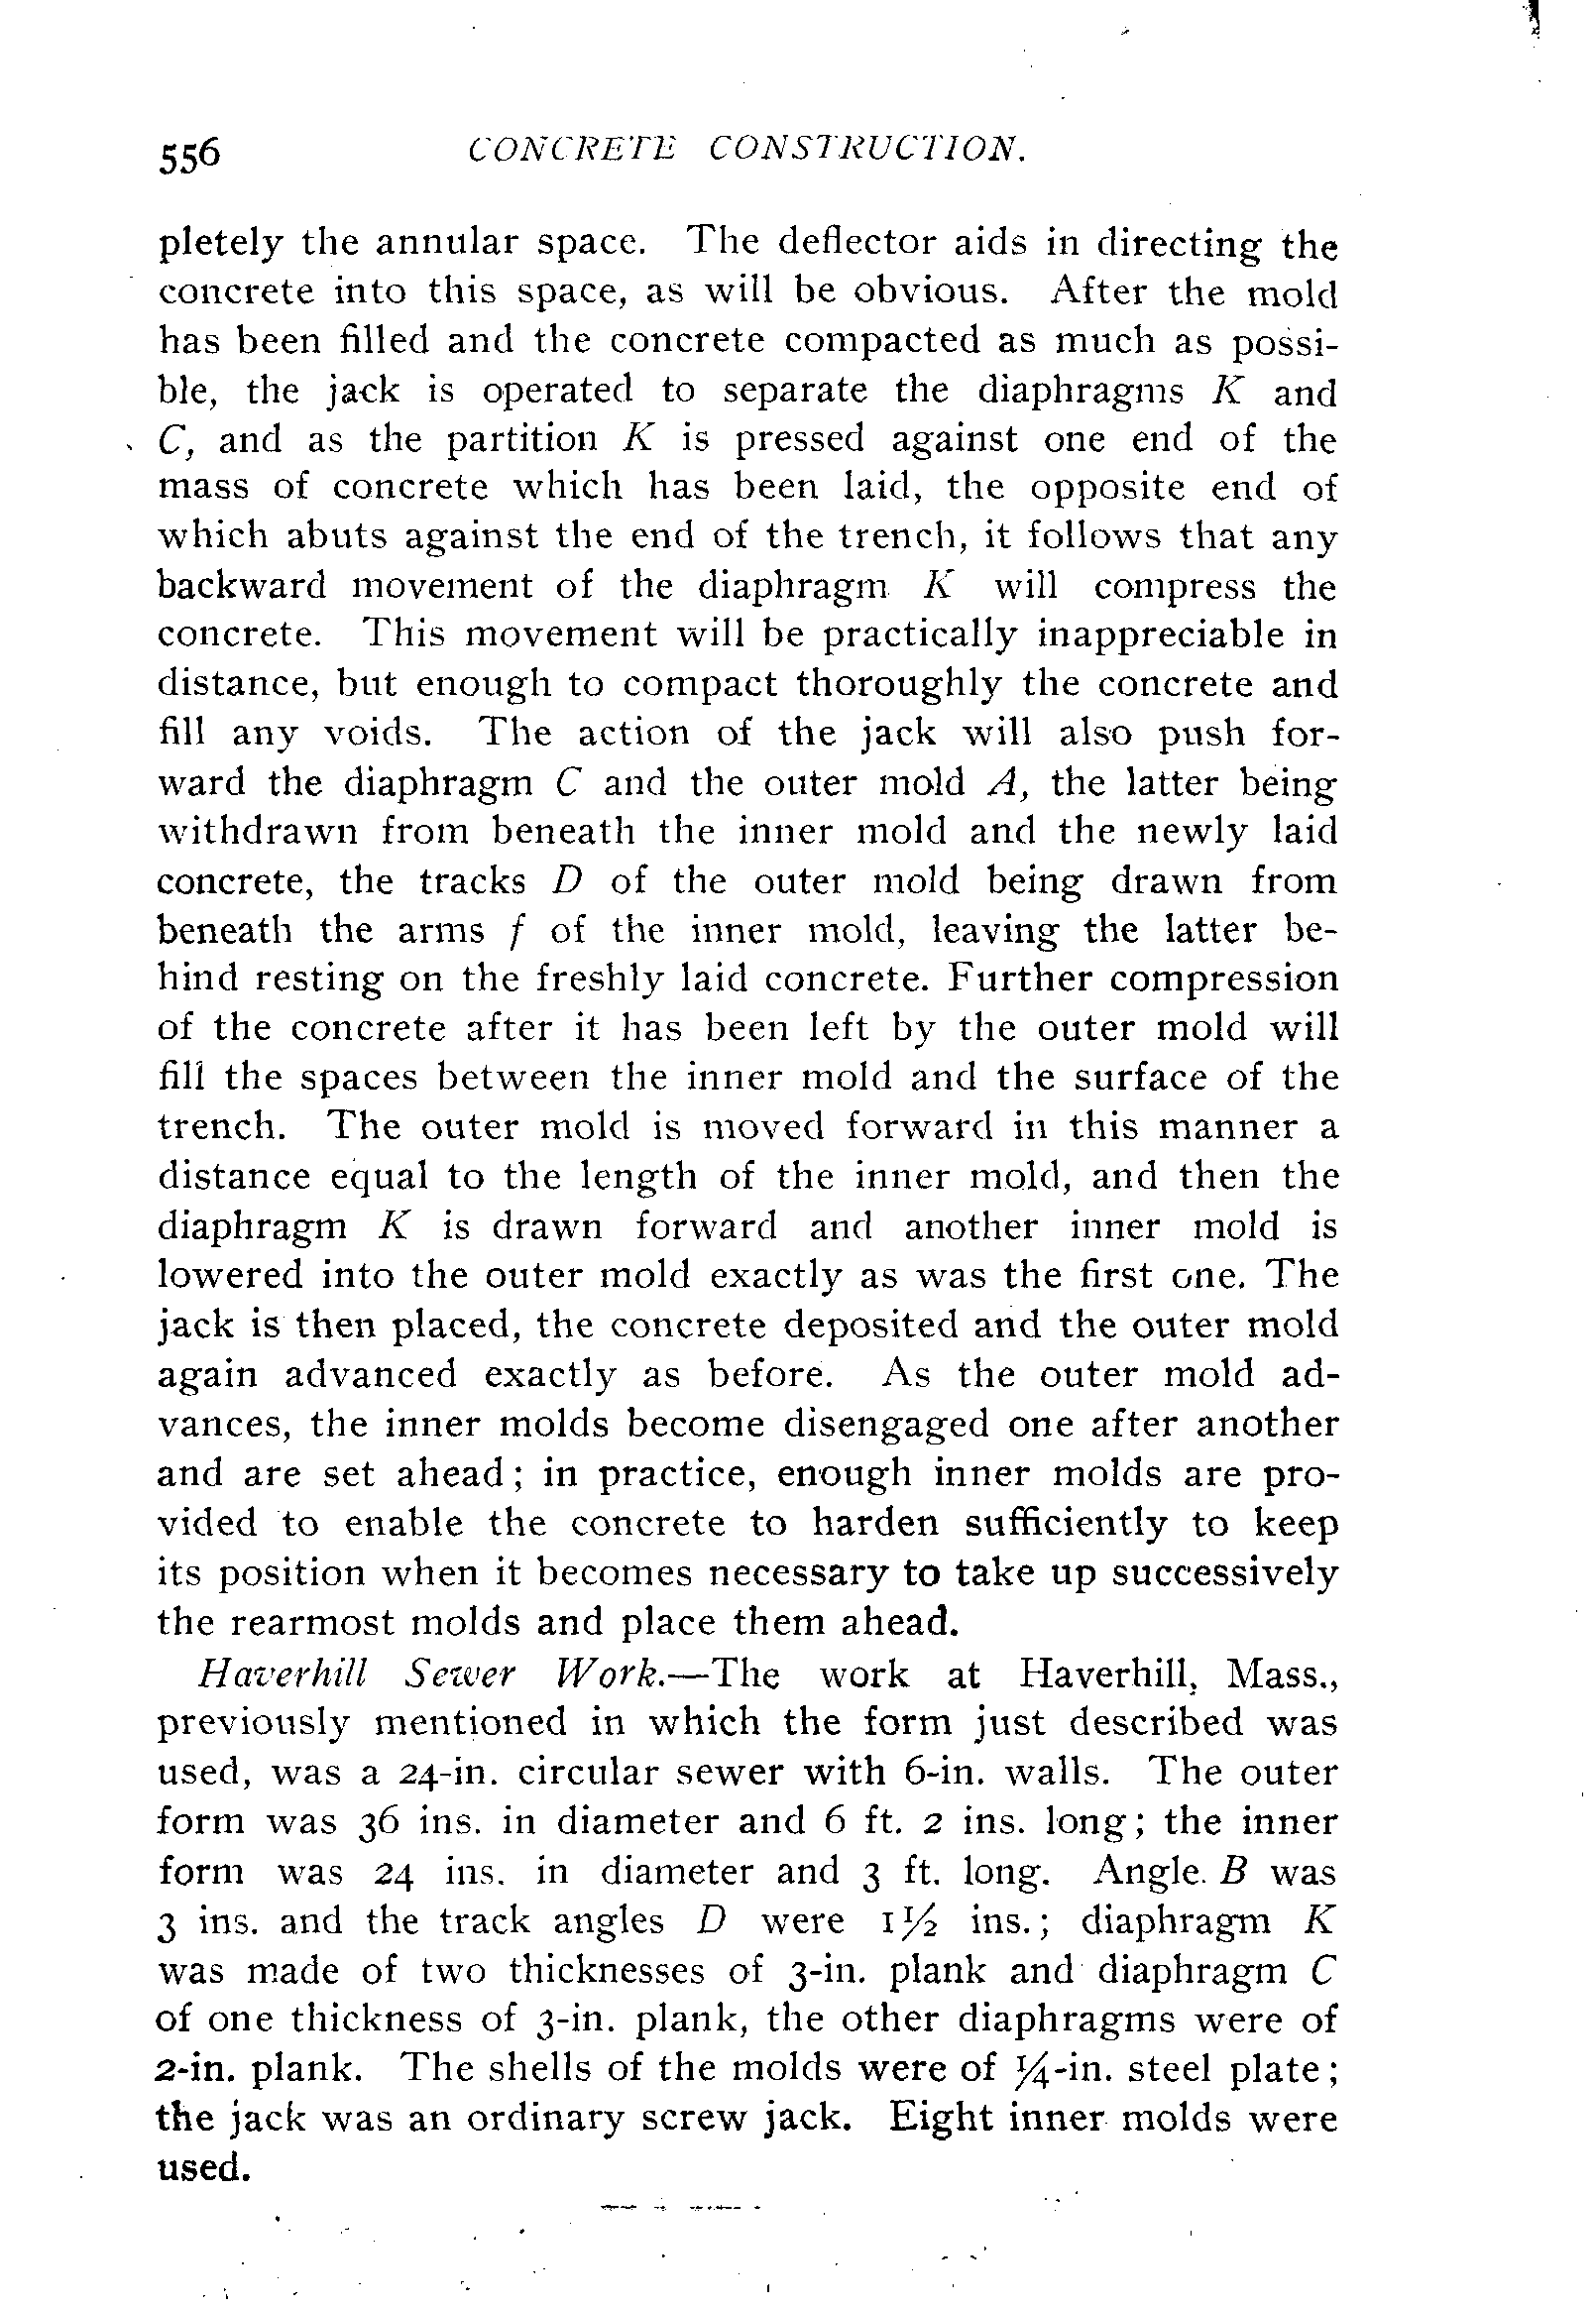 556 CONCRETE CONSTRUCTION.
pletely the annular space. The deflector aids in directing the
concrete into this space, as will be obvious. After the mold
has been filled and the concrete compacted as much as possi-
ble, the jack is operated to separate the diaphragms K and
C, and as the partition K is pressed against one end of the
mass of concrete which has been laid, the opposite end of
which abuts against the end of the trench, it follows that any
backward movement of the diaphragm K will compress the
concrete. This movement will be practically inappreciable in
distance, but enough to compact thoroughly the concrete and
fill any voids. The action of the jack will also push for-
ward the diaphragm C and the outer mold A, the latter being
withdrawn from beneath the inner mold and the newly laid
concrete, the tracks D of the outer mold being drawn from
beneath the arms f of the inner mold, leaving the latter be-
hind resting on the freshly laid concrete. Further compression
of the concrete after it has been left by the outer mold will
fill the spaces between the inner mold and the surface of the
trench. The outer mold is moved forward in this manner a
distance equal to the length of the inner mold, and then the
diaphragm K is drawn forward and another inner mold is
lowered into the outer mold exactly as was the first one. The
jack is then placed, the concrete deposited and the outer mold
again advanced exactly as before. As the outer mold ad-
vances, the inner molds become disengaged one after another
and are set ahead; in practice, enough inner molds are pro-
vided to enable the concrete to harden sufficiently to keep
its position when it becomes necessary to take up successively
the rearmost molds and place them ahead.
Haverhill Sewer Work.—The work at Haverhill, Mass.,
previously mentioned in which the form just described was
used, was a 24-in. circular sewer with 6-in. walls. The outer
form was 36 ins. in diameter and 6 ft. 2 ins. long; the inner
form was 24 ins. in diameter and 3 ft. long. Angle. B was
3 ins. and the track angles D were 1½ ins.; diaphragm K
was made of two thicknesses of 3-in. plank and diaphragm C
of one thickness of 3-in. plank, the other diaphragms were of
2-in. plank. The shells of the molds were of ¼-in. steel plate;
the jack was an ordinary screw jack. Eight inner molds were
used.